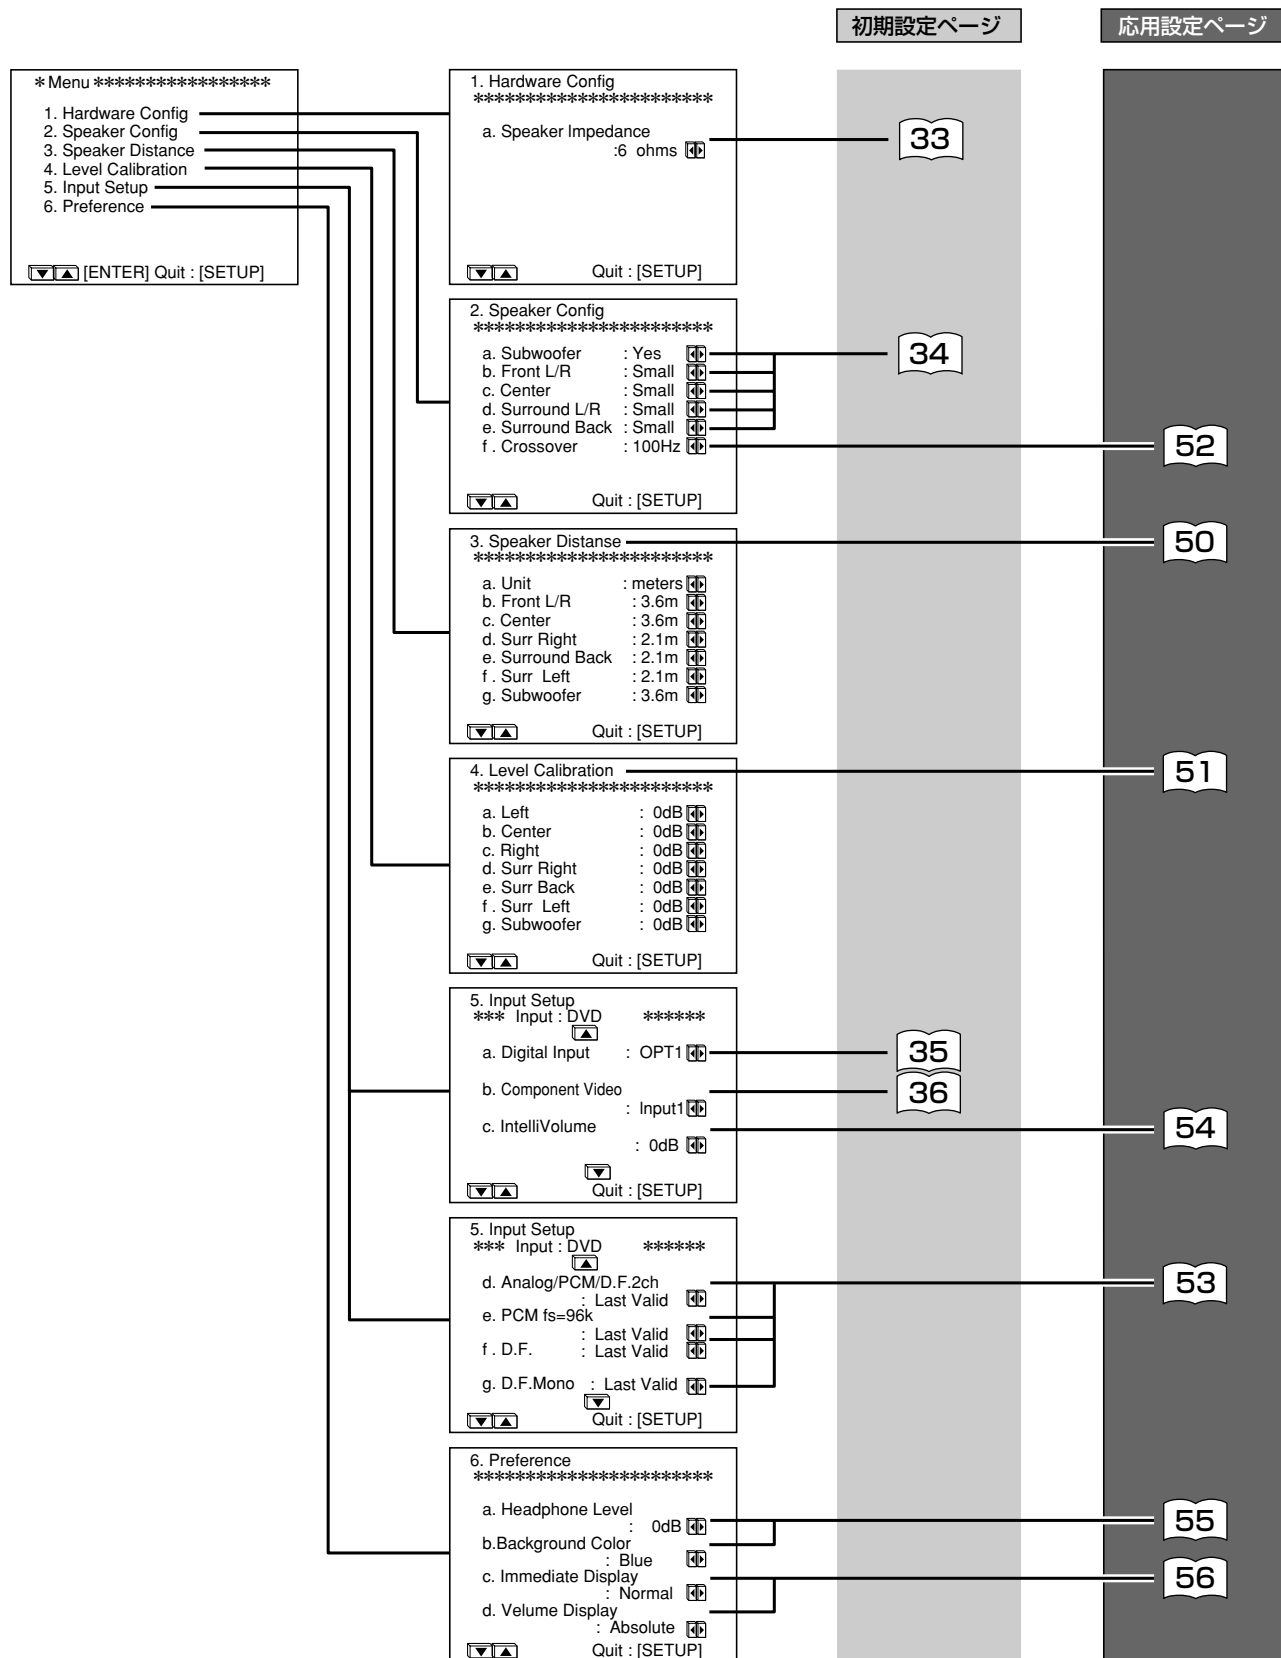 初期設定ページ
応用設定ページ
*Menu *****************
1. Hardware Config
2. Speaker Config
3. Speaker Distance
4. Level Calibration
5. Input Setup
6. Preference
[ENTER] Quit : [SETUP]
1. Hardware Config
***********************
a. Speaker Impedance
:6 ohms
Quit : [SETUP]
33
2. Speaker Config
***********************
a. Subwoofer : Yes
b. Front L/R : Small
c. Center : Small
d. Surround L/R : Small
e. Surround Back : Small
f . Crossover : 100Hz
Quit : [SETUP]
34
52
3. Speaker Distanse
***********************
a. Unit : meters
b. Front L/R : 3.6m
c. Center : 3.6m
d. Surr Right : 2.1m
e. Surround Back : 2.1m
f . Surr Left : 2.1m
g. Subwoofer : 3.6m
Quit : [SETUP]
50
4. Level Calibration
***********************
a. Left : 0dB
b. Center : 0dB
c. Right : 0dB
d. Surr Right : 0dB
e. Surr Back : 0dB
f . Surr Left : 0dB
g. Subwoofer : 0dB
Quit : [SETUP]
51
5. Input Setup
*** Input : DVD ******
a. Digital Input : OPT1
b. Component Video
: Input1
c. IntelliVolume
: 0dB
Quit : [SETUP]
35
36
54
5. Input Setup
*** Input : DVD ******
d. Analog/PCM/D.F.2ch
: Last Valid
e. PCM fs=96k
: Last Valid
f . D.F. : Last Valid
g. D.F.Mono : Last Valid
Quit : [SETUP]
53
6. Preference
***********************
a. Headphone Level
: 0dB
b.Background Color
: Blue
c. Immediate Display
: Normal
d. Velume Display
: Absolute
Quit : [SETUP]
55
56